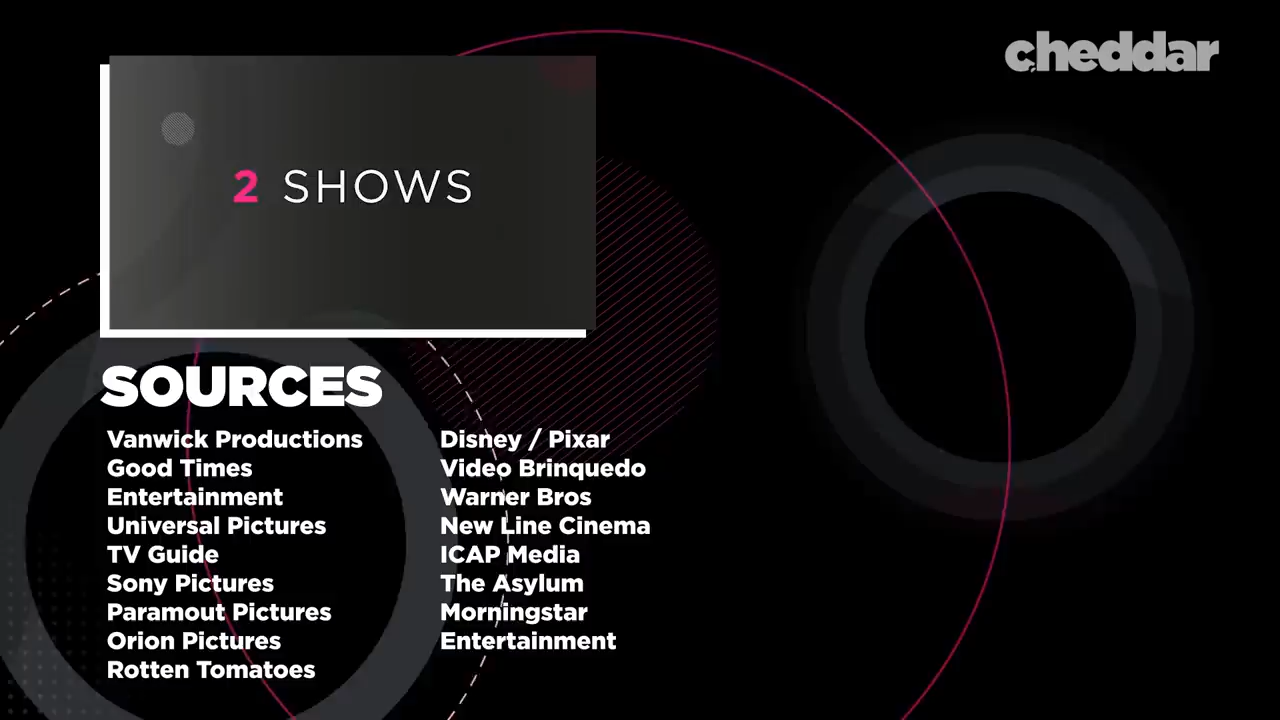 cheddar
2 SHOWS
SOURCES
Vanwick Productions
Good Times
Entertainment
Universal Pictures
TV Guide
Sony Pictures
Paramout Pictures
Orion Pictures
Rotten Tomatoes
Disney / Pixar
Video Brinquedo
Warner Bros
New Line Cinema
ICAP Media
The Asylum
Morningstar
Entertainment